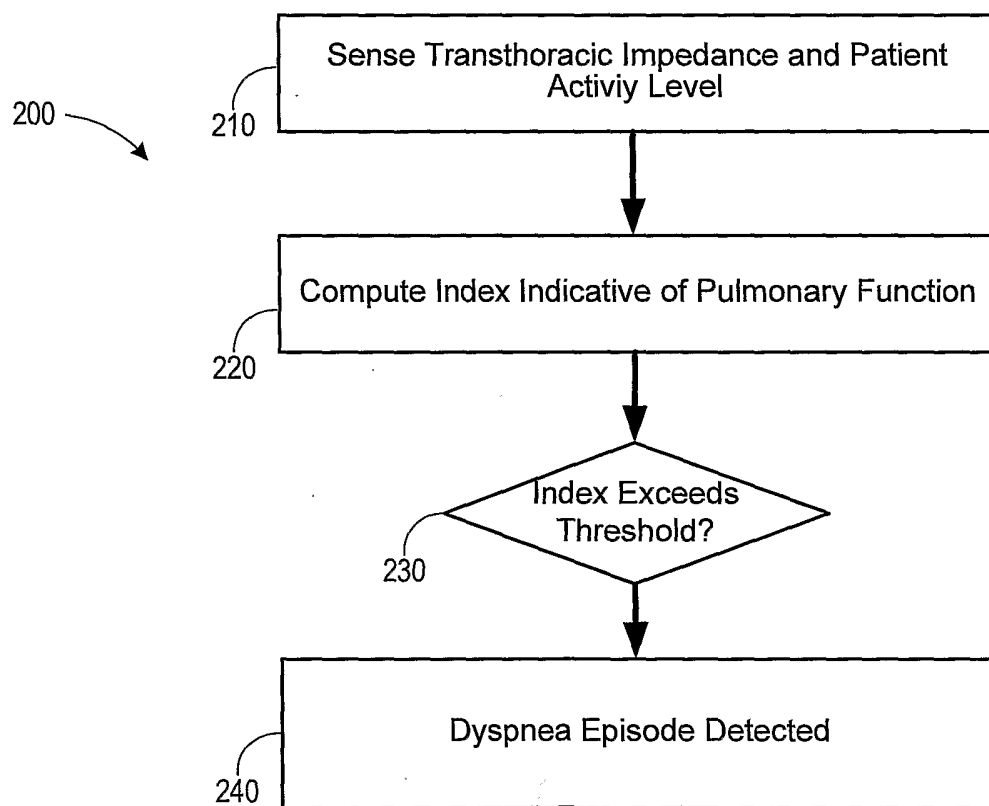 Sense Transthoracic Impedance and Patient
Activiy Level
200
210
Compute Index Indicative of Pulmonary Function
220
Index Exceeds
Threshold?
230
Dyspnea Episode Detected
240